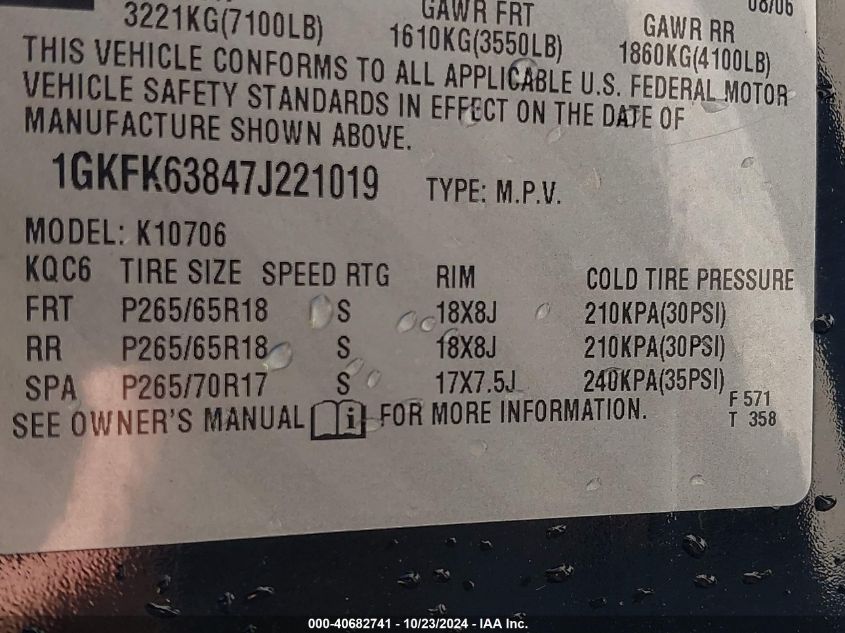 08/06
3221KG(7100LB) GAWR FRT GAWR RR
1610KG(3550LB) 1860KG(4100LB)
THIS VEHICLE CONFORMS TO ALL APPLICABLE U.S. FEDERAL MOTOR
VEHICLE SAFETY STANDARDS IN EFFECT ON THE DATE OF
MANUFACTURE SHOWN ABOVE.
1GKFK63847J221019 TYPE: M.P.V.
MODEL: K10706
KQC6 TIRE SIZE SPEED RTG RIM COLD TIRE PRESSURE
FRT P265/65R18 S 18X8J 210KPA(30PSI)
RR P265/65R18 S 18X8J 210KPA(30PSI)
SPA P265/70R17 S 17X7.5J 240KPA(35PSI)
SEE OWNER'S MANUAL i FOR MORE INFORMATION.
F 571
T 358
000-40682741 - 10/23/2024 - IAA Inc.